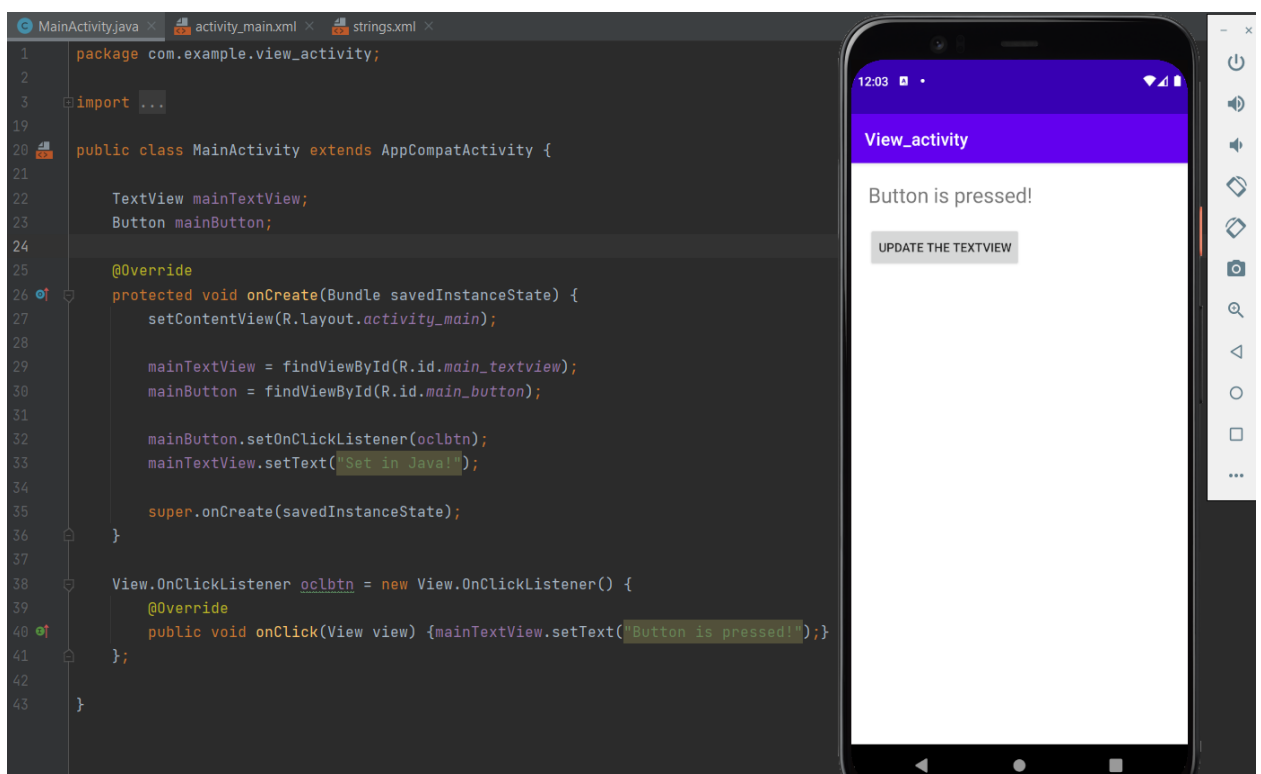 MainActivity.java × activity_main.xml × strings.xml ×
1 package com.example.view_activity;
2
3 import ...
19
20 public class MainActivity extends AppCompatActivity {
21
22 TextView mainTextView;
23 Button mainButton;
24
25 @Override
26 protected void onCreate(Bundle savedInstanceState) {
27 setContentView(R.layout.activity_main);
28
29 mainTextView = findViewById(R.id.main_textview);
30 mainButton = findViewById(R.id.main_button);
31
32 mainButton.setOnClickListener(oclbtn);
33 mainTextView.setText("Set in Java!");
34
35 super.onCreate(savedInstanceState);
36 }
37
38 View.OnClickListener oclbtn = new View.OnClickListener() {
39 @Override
40 public void onClick(View view) {mainTextView.setText("Button is pressed!");}
41 };
42
43 }
12:03
View_activity
Button is pressed!
UPDATE THE TEXTVIEW